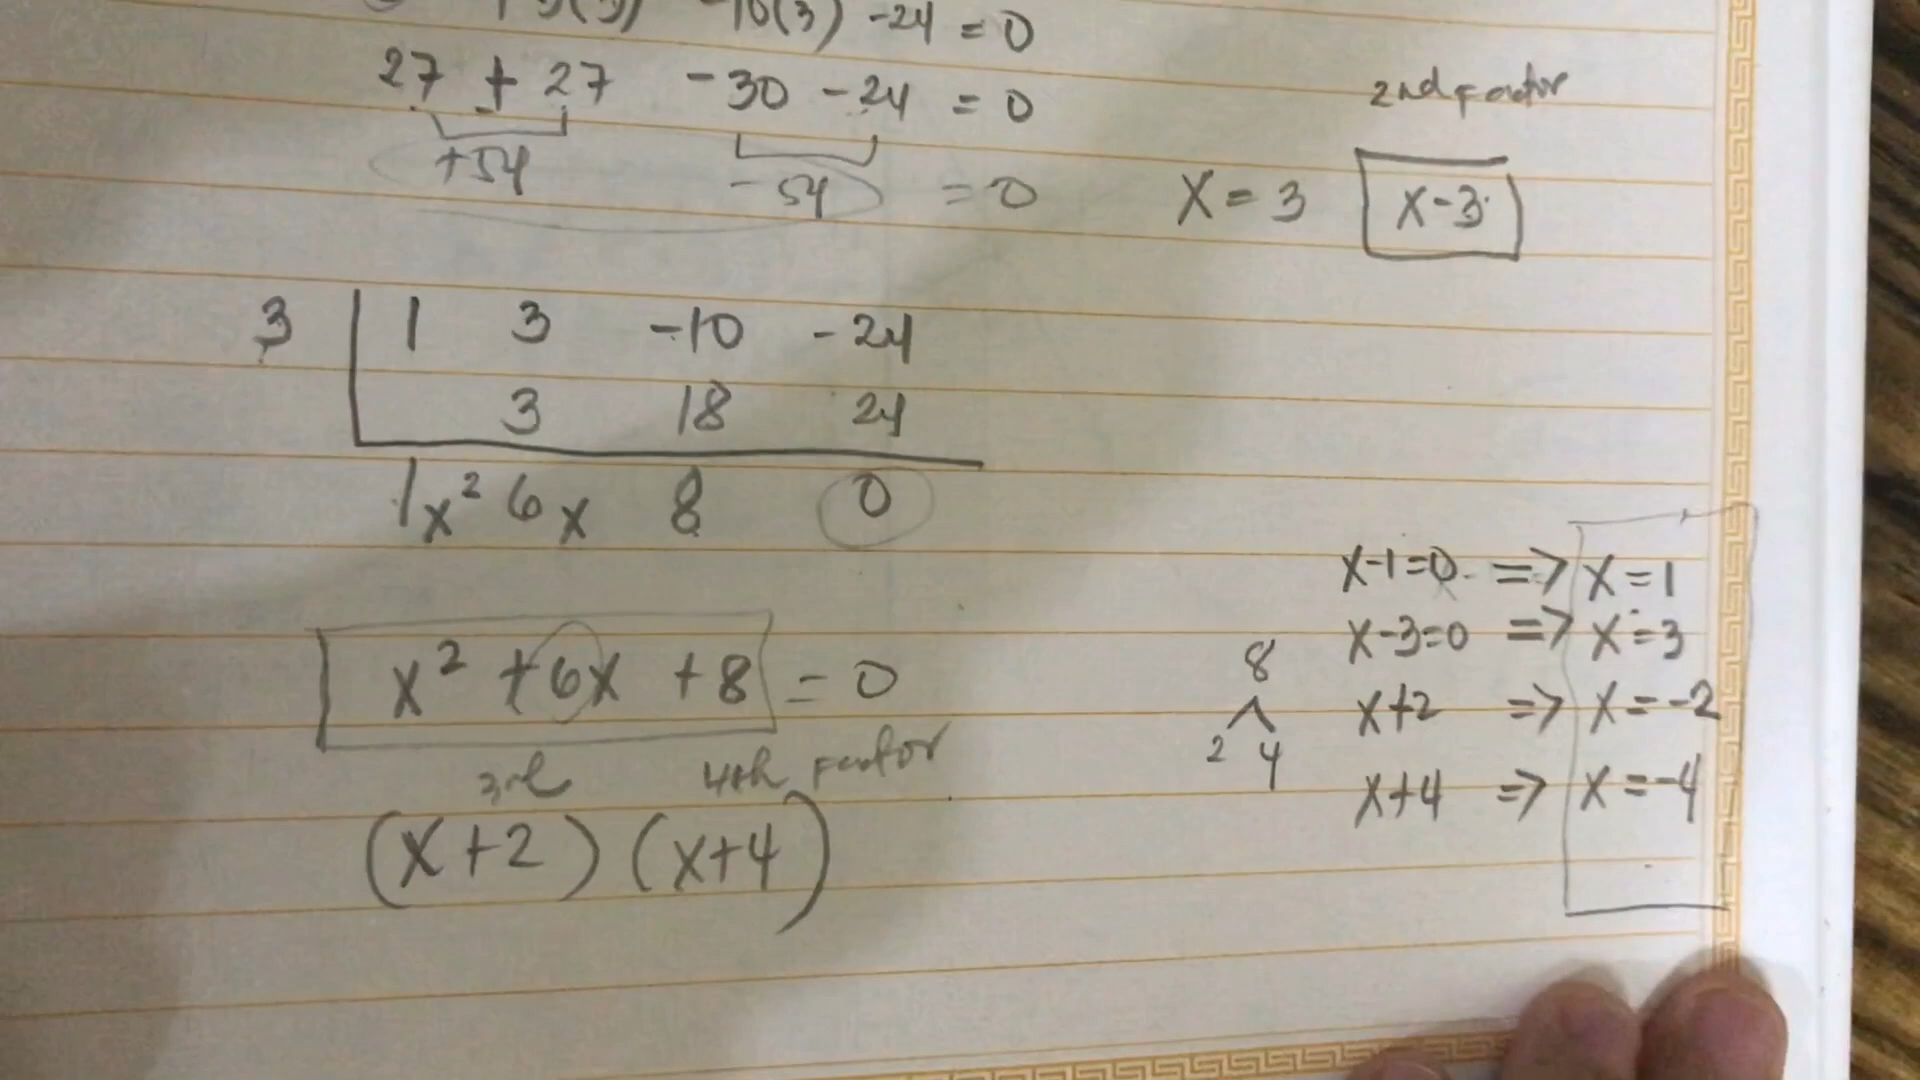 -10(3) -24 = 0
27 + 27 -30 -24 = 0
+54 -54 = 0
2nd Factor
X = 3 X-3
3 1 3 -10 -24
3 18 24
1x² 6x 8 0
x² +6x +8 = 0
3rd 4th Factor
(x+2) (x+4)
8
2 4
x-1=0 => x=1
x-3=0 => x=3
x+2 => x=-2
x+4 => x=-4